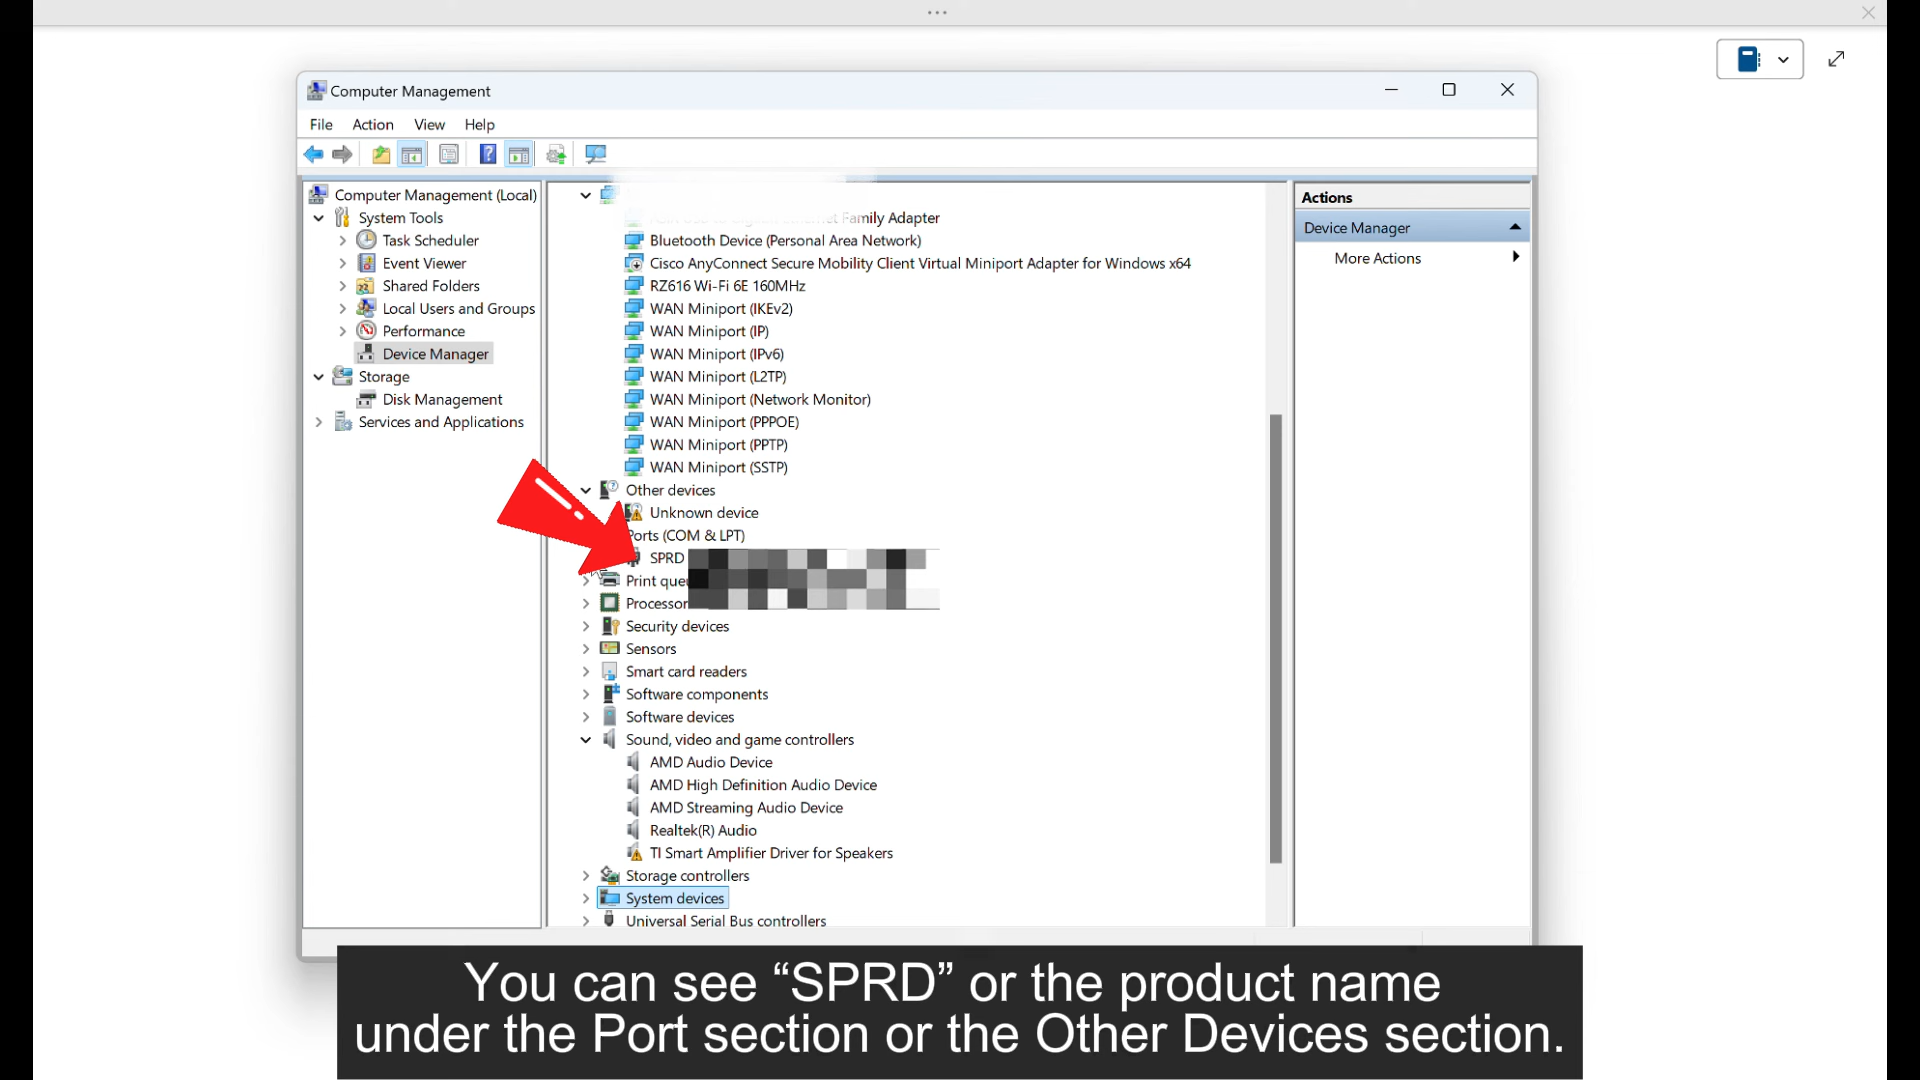 Computer Management
File Action View Help
Computer Management (Local)
System Tools
Task Scheduler
Event Viewer
Shared Folders
Local Users and Groups
Performance
Device Manager
Storage
Disk Management
Services and Applications
Family Adapter
Bluetooth Device (Personal Area Network)
Cisco AnyConnect Secure Mobility Client Virtual Miniport Adapter for Windows x64
RZ616 Wi-Fi 6E 160MHz
WAN Miniport (IKEv2)
WAN Miniport (IP)
WAN Miniport (IPv6)
WAN Miniport (L2TP)
WAN Miniport (Network Monitor)
WAN Miniport (PPPOE)
WAN Miniport (PPTP)
WAN Miniport (SSTP)
Other devices
Unknown device
Ports (COM & LPT)
SPRD
Print que
Processor
Security devices
Sensors
Smart card readers
Software components
Software devices
Sound, video and game controllers
AMD Audio Device
AMD High Definition Audio Device
AMD Streaming Audio Device
Realtek(R) Audio
TI Smart Amplifier Driver for Speakers
Storage controllers
System devices
Universal Serial Bus controllers
Actions
Device Manager
More Actions
You can see “SPRD” or the product name
under the Port section or the Other Devices section.